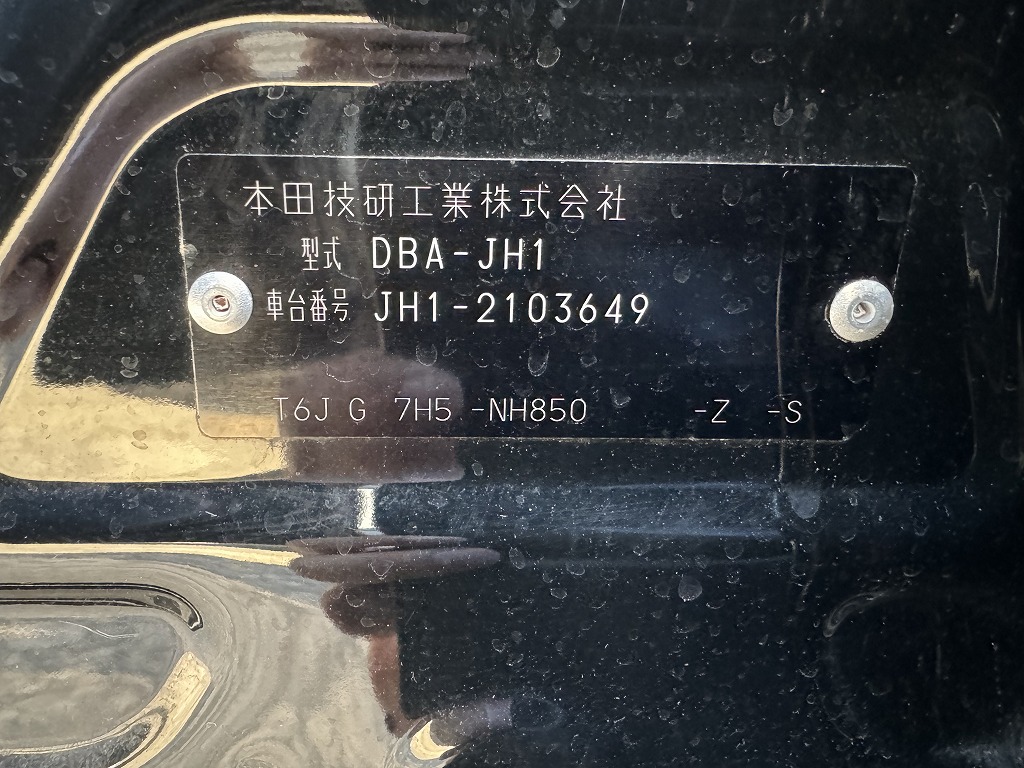 本田技研工業株式会社
型式 DBA-JH1
車台番号 JH1-2103649
T6J G 7H5 -NH850 -Z -S